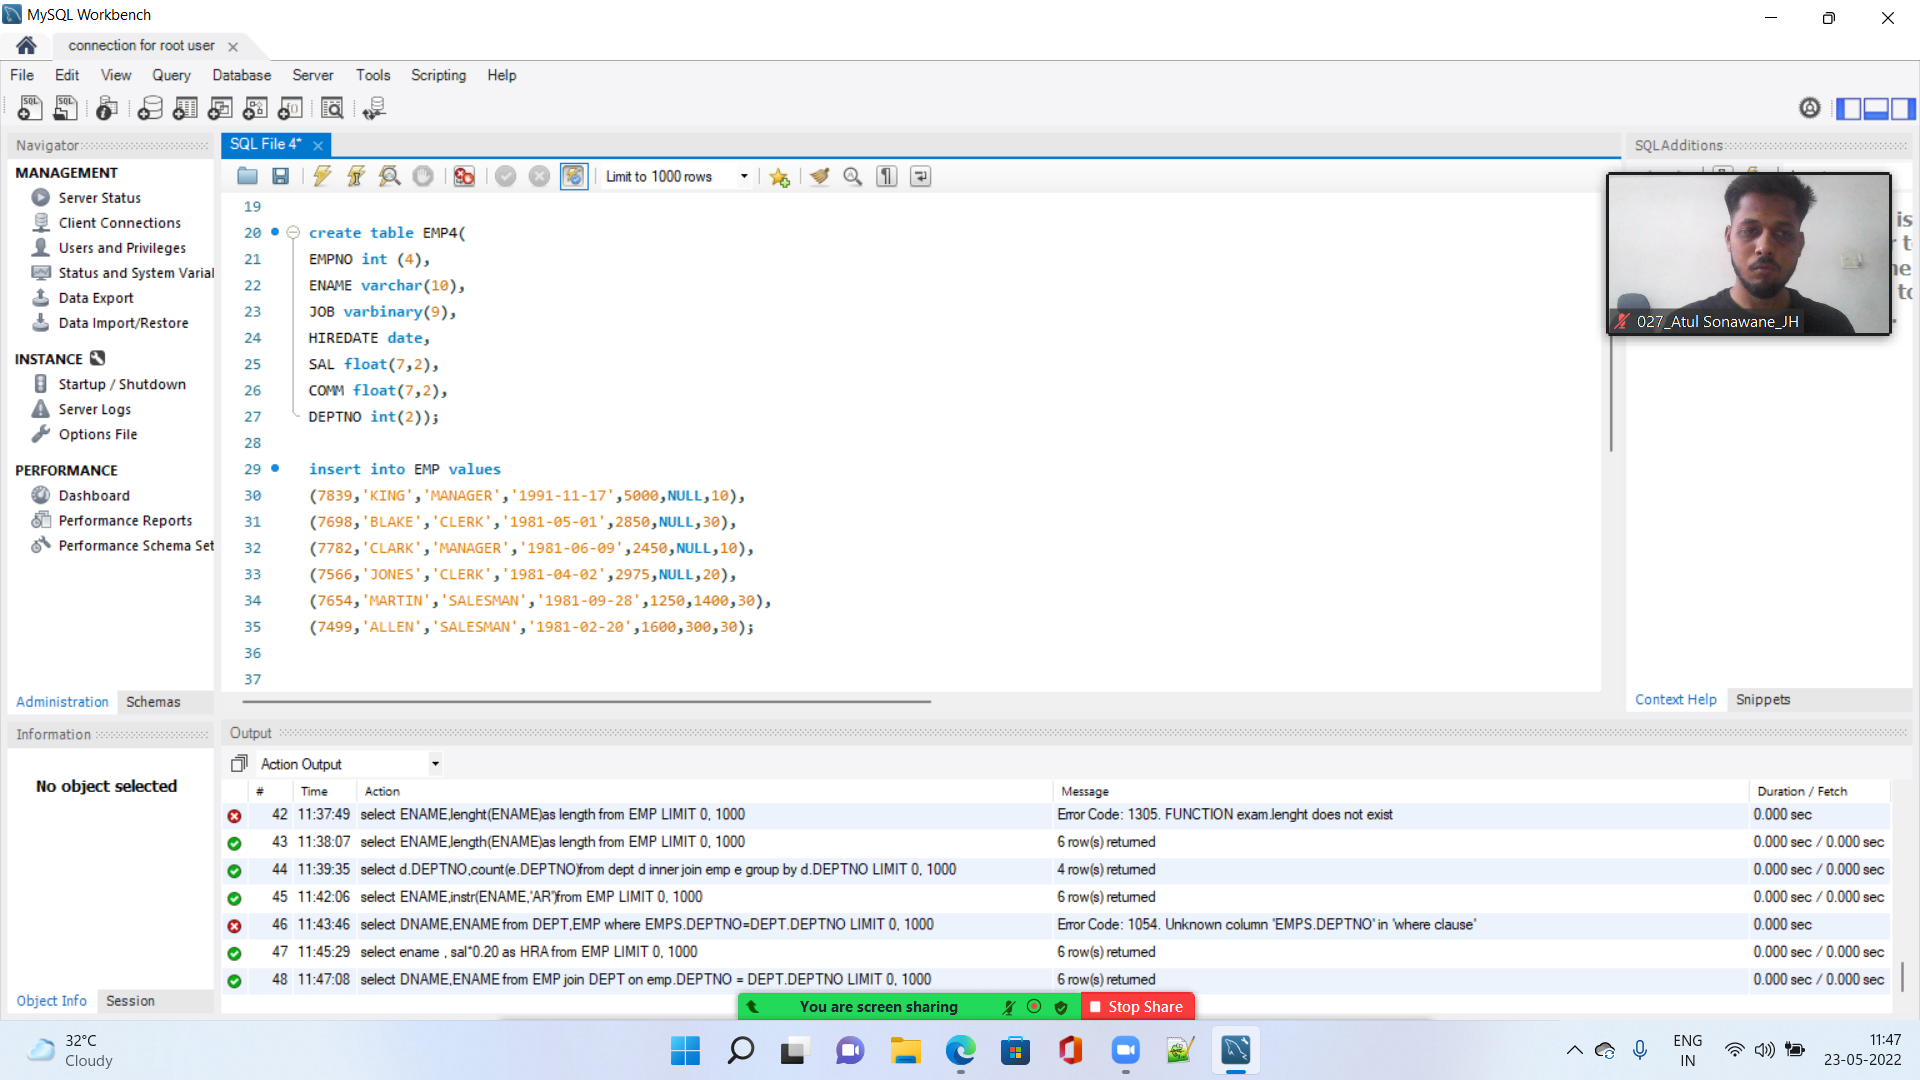 MySQL Workbench
connection for root user
File Edit View Query Database Server Tools Scripting Help
Navigator
SQL File 4*
SQLAdditions
MANAGEMENT
Server Status
Client Connections
Users and Privileges
Status and System Varial
Data Export
Data Import/Restore
INSTANCE
Startup / Shutdown
Server Logs
Options File
PERFORMANCE
Dashboard
Performance Reports
Performance Schema Set
Administration Schemas
Limit to 1000 rows
19
20 create table EMP4(
21 EMPNO int (4),
22 ENAME varchar(10),
23 JOB varbinary(9),
24 HIREDATE date,
25 SAL float(7,2),
26 COMM float(7,2),
27 DEPTNO int(2));
28
29 insert into EMP values
30 (7839,'KING','MANAGER','1991-11-17',5000,NULL,10),
31 (7698,'BLAKE','CLERK','1981-05-01',2850,NULL,30),
32 (7782,'CLARK','MANAGER','1981-06-09',2450,NULL,10),
33 (7566,'JONES','CLERK','1981-04-02',2975,NULL,20),
34 (7654,'MARTIN','SALESMAN','1981-09-28',1250,1400,30),
35 (7499,'ALLEN','SALESMAN','1981-02-20',1600,300,30);
36
37
027_Atul Sonawane_JH
Context Help Snippets
Information
No object selected
Object Info Session
Output
Action Output
# Time Action Message Duration / Fetch
42 11:37:49 select ENAME,lenght(ENAME)as length from EMP LIMIT 0, 1000 Error Code: 1305. FUNCTION exam.lenght does not exist 0.000 sec
43 11:38:07 select ENAME,length(ENAME)as length from EMP LIMIT 0, 1000 6 row(s) returned 0.000 sec / 0.000 sec
44 11:39:35 select d.DEPTNO,count(e.DEPTNO)from dept d inner join emp e group by d.DEPTNO LIMIT 0, 1000 4 row(s) returned 0.000 sec / 0.000 sec
45 11:42:06 select ENAME,instr(ENAME,'AR')from EMP LIMIT 0, 1000 6 row(s) returned 0.000 sec / 0.000 sec
46 11:43:46 select DNAME,ENAME from DEPT,EMP where EMPS.DEPTNO=DEPT.DEPTNO LIMIT 0, 1000 Error Code: 1054. Unknown column 'EMPS.DEPTNO' in 'where clause' 0.000 sec
47 11:45:29 select ename , sal*0.20 as HRA from EMP LIMIT 0, 1000 6 row(s) returned 0.000 sec / 0.000 sec
48 11:47:08 select DNAME,ENAME from EMP join DEPT on emp.DEPTNO = DEPT.DEPTNO LIMIT 0, 1000 6 row(s) returned 0.000 sec / 0.000 sec
You are screen sharing Stop Share
32°C
Cloudy
ENG
IN
11:47
23-05-2022